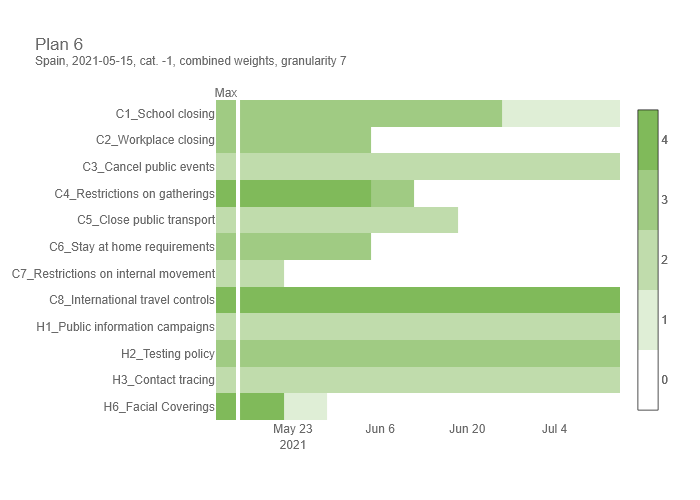 Plan 6
Spain, 2021-05-15, cat. -1, combined weights, granularity 7
Max
C1_School closing
C2_Workplace closing
C3_Cancel public events
C4_Restrictions on gatherings
C5_Close public transport
C6_Stay at home requirements
C7_Restrictions on internal movement
C8_International travel controls
H1_Public information campaigns
H2_Testing policy
H3_Contact tracing
H6_Facial Coverings
May 23 Jun 6 Jun 20 Jul 4
2021
4
3
2
1
0